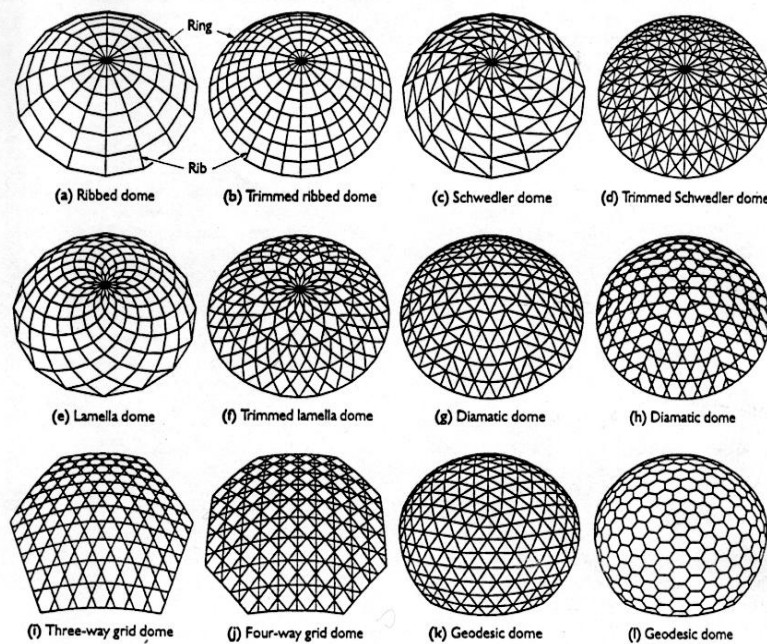 Ring
Rib
(a) Ribbed dome
(b) Trimmed ribbed dome
(c) Schwedler dome
(d) Trimmed Schwedler dome
(e) Lamella dome
(f) Trimmed lamella dome
(g) Diamatic dome
(h) Diamatic dome
(i) Three-way grid dome
(j) Four-way grid dome
(k) Geodesic dome
(l) Geodesic dome